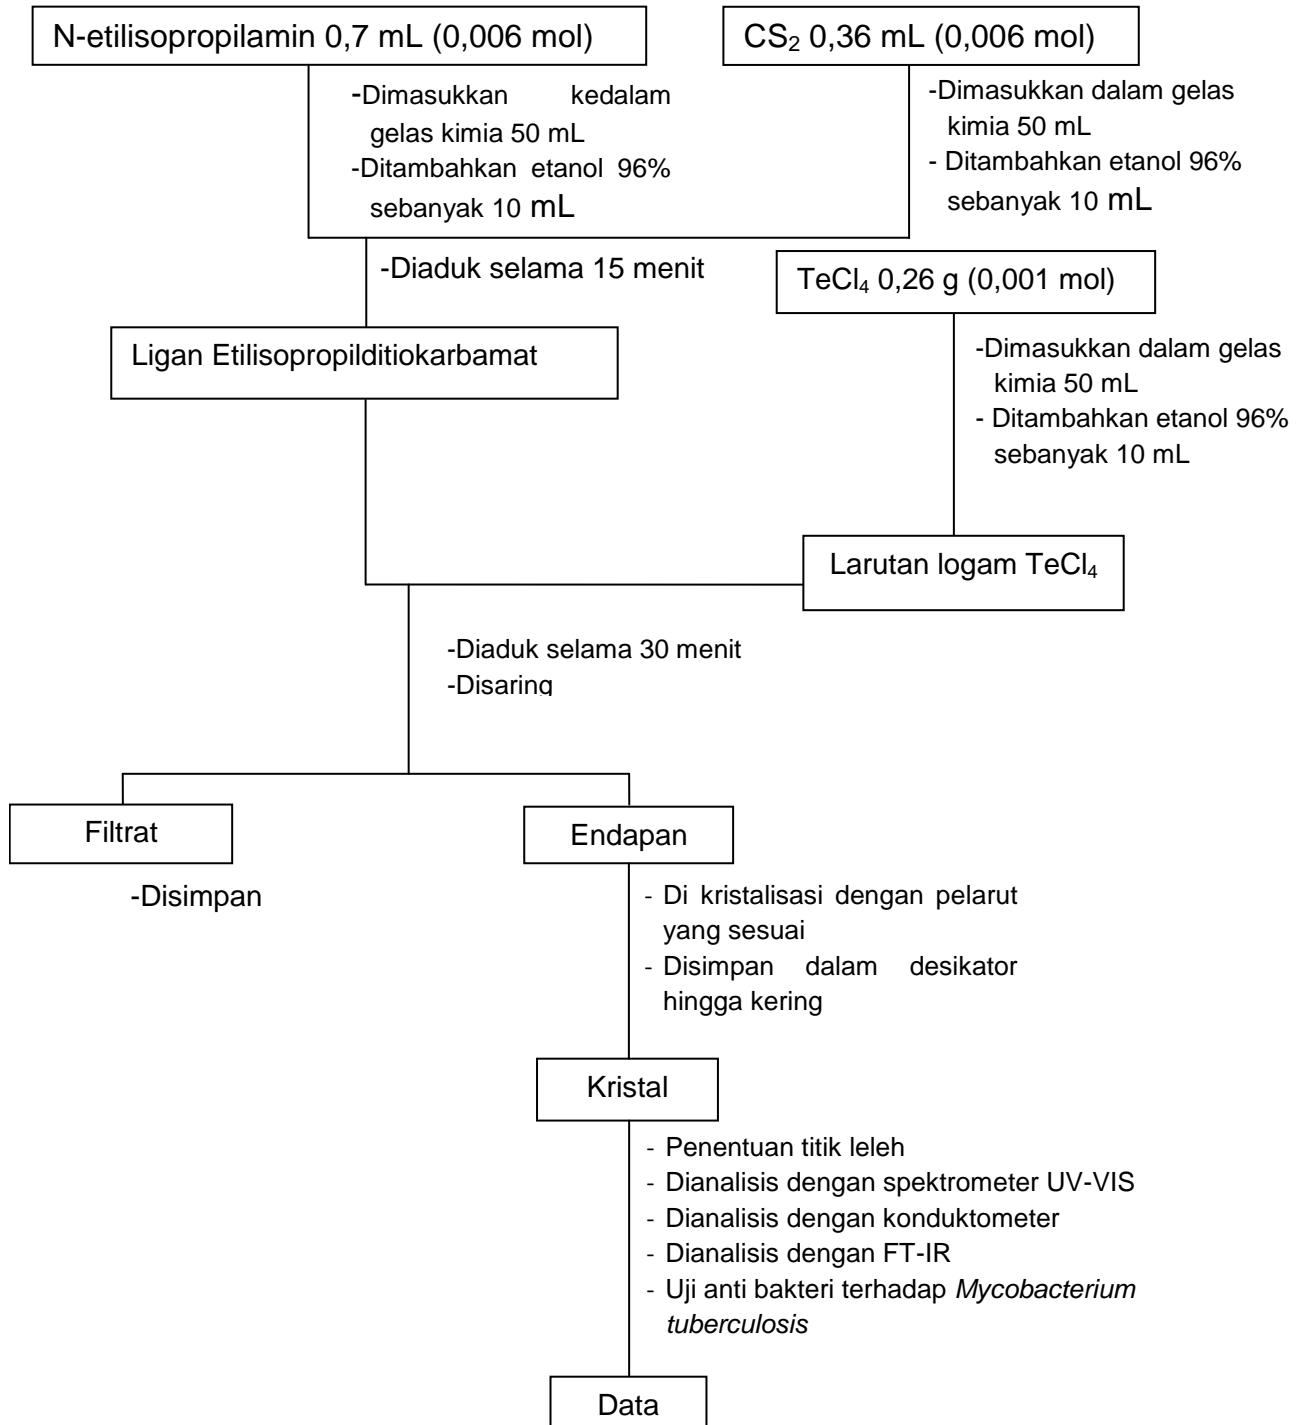 N-etilisopropilamin 0,7 mL (0,006 mol)
CS₂ 0,36 mL (0,006 mol)
-Dimasukkan kedalam
gelas kimia 50 mL
-Ditambahkan etanol 96%
sebanyak 10 mL
-Dimasukkan dalam gelas
kimia 50 mL
- Ditambahkan etanol 96%
sebanyak 10 mL
-Diaduk selama 15 menit
TeCl₄ 0,26 g (0,001 mol)
Ligan Etilisopropilditiokarbamat
-Dimasukkan dalam gelas
kimia 50 mL
- Ditambahkan etanol 96%
sebanyak 10 mL
Larutan logam TeCl₄
-Diaduk selama 30 menit
-Disaring
Filtrat
Endapan
-Disimpan
- Di kristalisasi dengan pelarut
yang sesuai
- Disimpan dalam desikator
hingga kering
Kristal
- Penentuan titik leleh
- Dianalisis dengan spektrometer UV-VIS
- Dianalisis dengan konduktometer
- Dianalisis dengan FT-IR
- Uji anti bakteri terhadap Mycobacterium
tuberculosis
Data